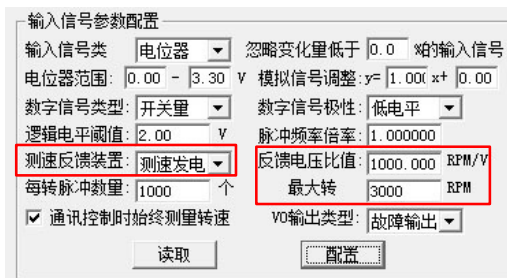 输入信号参数配置
输入信号类 电位器 忽略变化量低于 0.0 %的输入信号
电位器范围: 0.00 - 3.30 V 模拟信号调整:y= 1.00( x+ 0.00
数字信号类型: 开关量 数字信号极性: 低电平
逻辑电平阈值: 2.00 V 脉冲频率倍率: 1.000000
测速反馈装置: 测速发电 反馈电压比值: 1000.000 RPM/V
每转脉冲数量: 1000 个 最大转 3000 RPM
通讯控制时始终测量转速 VO输出类型: 故障输出
读取 配置